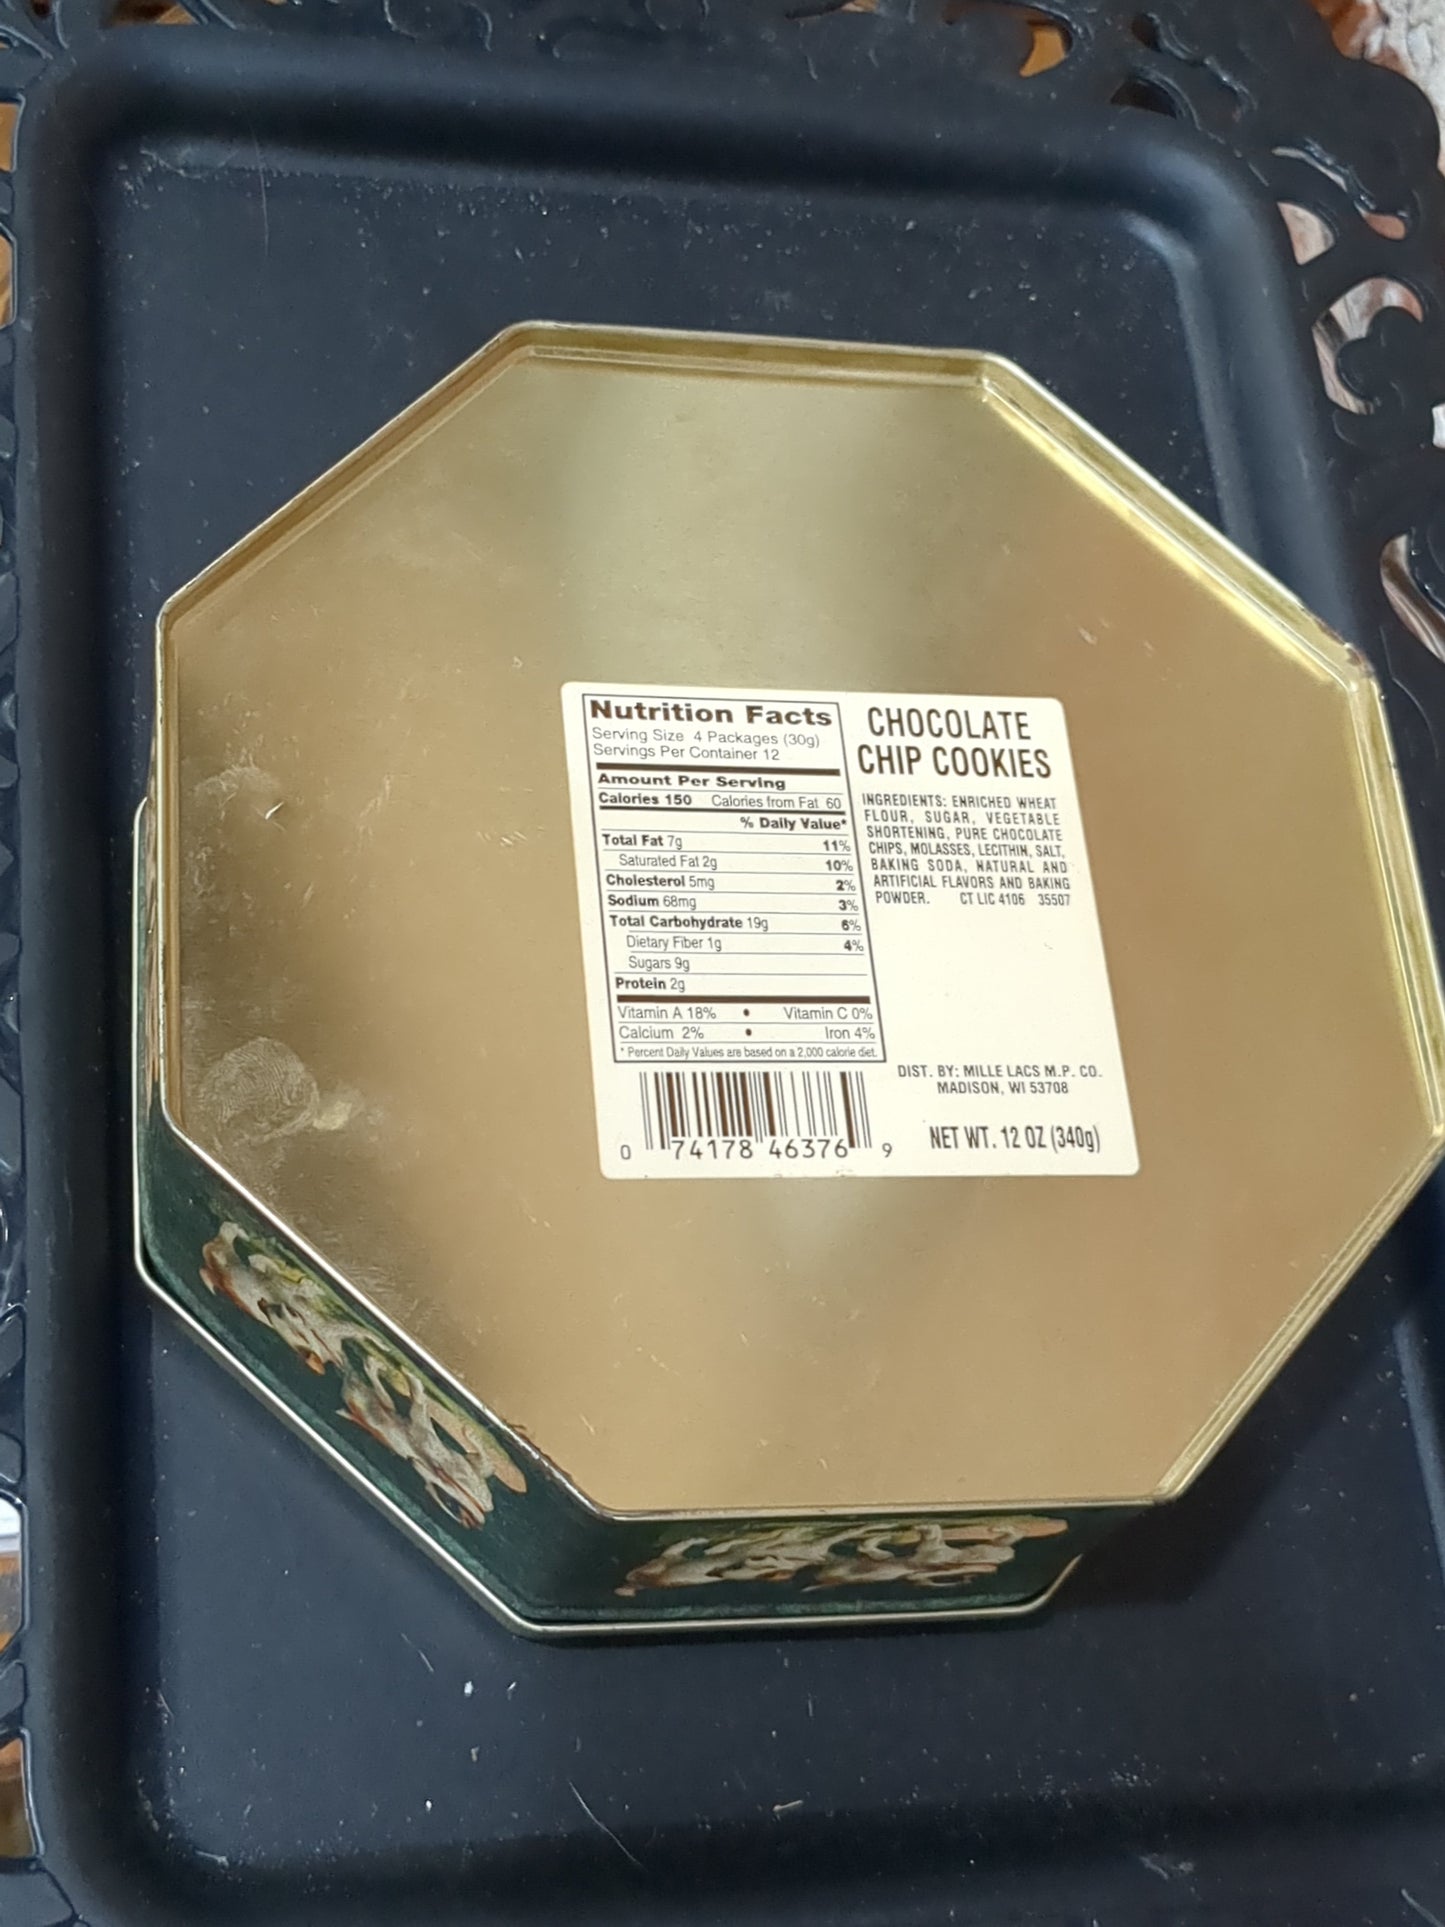 Nutrition Facts
Serving Size 4 Packages (30g)
Servings Per Container 12
Amount Per Serving
Calories 150 Calories from Fat 60
% Daily Value*
Total Fat 7g 11%
Saturated Fat 2g 10%
Cholesterol 5mg 2%
Sodium 68mg 3%
Total Carbohydrate 19g 6%
Dietary Fiber 1g 4%
Sugars 9g
Protein 2g
Vitamin A 18% • Vitamin C 0%
Calcium 2% • Iron 4%
* Percent Daily Values are based on a 2,000 calorie diet.
0 74178 46376 9
CHOCOLATE
CHIP COOKIES
INGREDIENTS: ENRICHED WHEAT
FLOUR, SUGAR, VEGETABLE
SHORTENING, PURE CHOCOLATE
CHIPS, MOLASSES, LECITHIN, SALT,
BAKING SODA, NATURAL AND
ARTIFICIAL FLAVORS AND BAKING
POWDER. CT LIC 4106 35507
DIST. BY: MILLE LACS M.P. CO.
MADISON, WI 53708
NET WT. 12 OZ (340g)